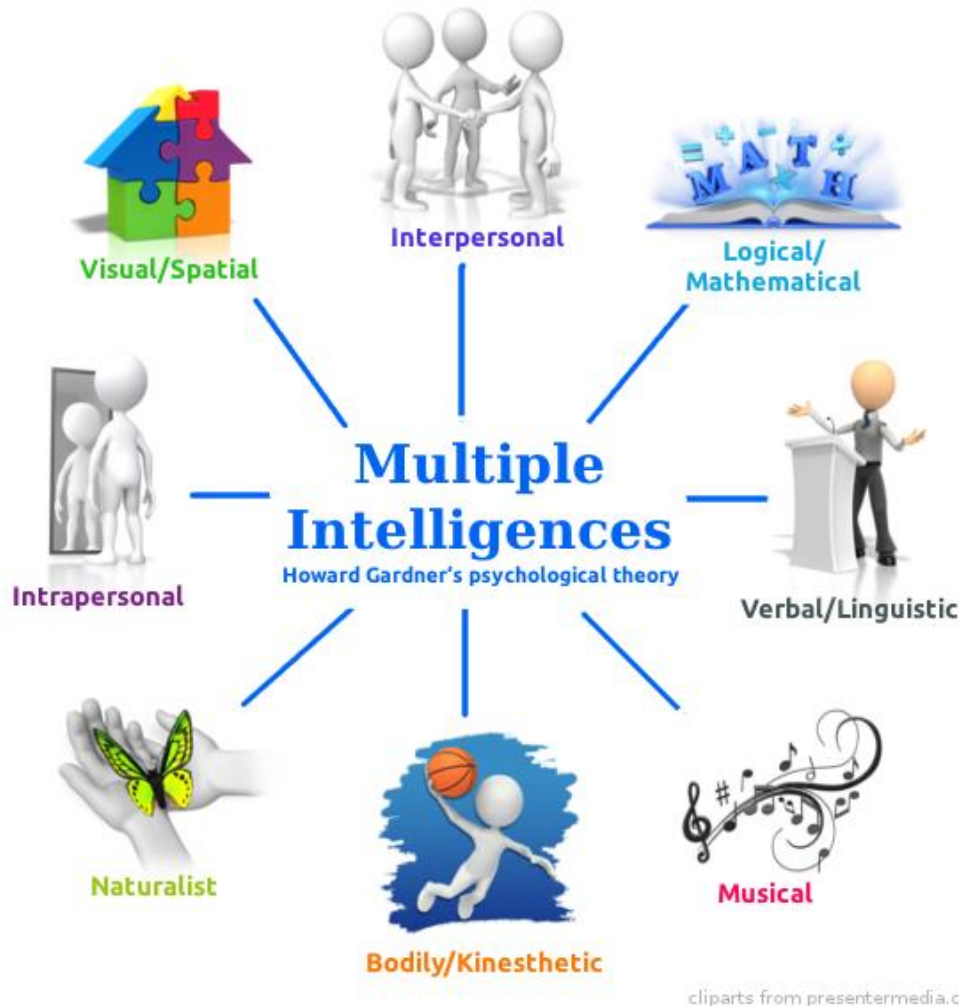 Interpersonal
MATH
Visual/Spatial
Logical/
Mathematical
Multiple
Intelligences
Howard Gardner's psychological theory
Intrapersonal
Verbal/Linguistic
Naturalist
Musical
Bodily/Kinesthetic
cliparts from presentermedia.c